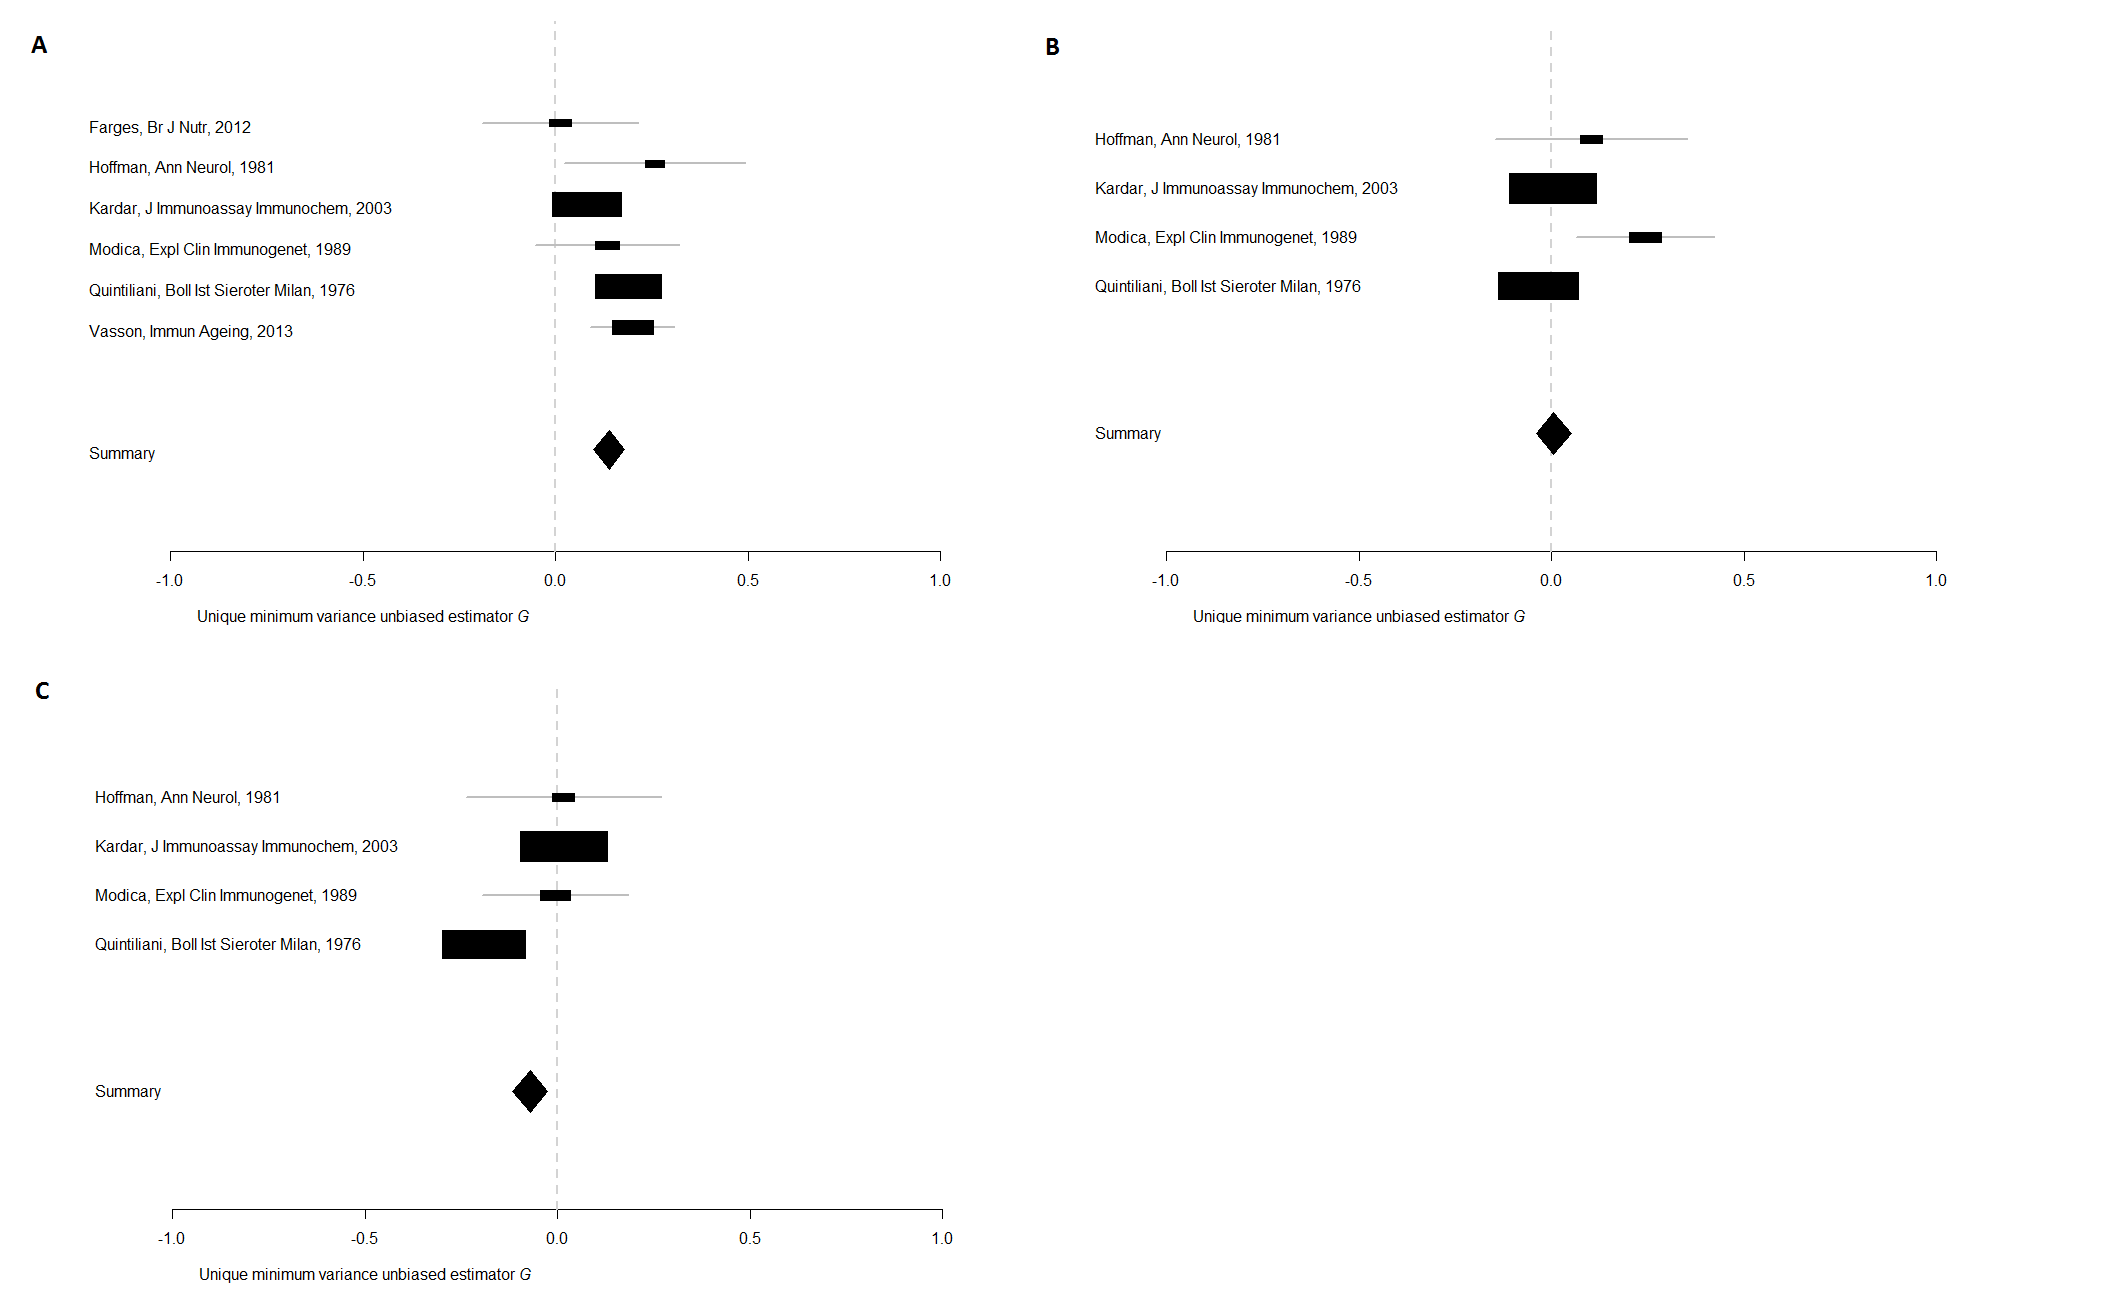 A
Farges, Br J Nutr, 2012
Hoffman, Ann Neurol, 1981
Kardar, J Immunoassay Immunochem, 2003
Modica, Expl Clin Immunogenet, 1989
Quintiliani, Boll Ist Sieroter Milan, 1976
Vasson, Immun Ageing, 2013
Summary
-1.0 -0.5 0.0 0.5 1.0
Unique minimum variance unbiased estimator G
B
Hoffman, Ann Neurol, 1981
Kardar, J Immunoassay Immunochem, 2003
Modica, Expl Clin Immunogenet, 1989
Quintiliani, Boll Ist Sieroter Milan, 1976
Summary
-1.0 -0.5 0.0 0.5 1.0
Unique minimum variance unbiased estimator G
C
Hoffman, Ann Neurol, 1981
Kardar, J Immunoassay Immunochem, 2003
Modica, Expl Clin Immunogenet, 1989
Quintiliani, Boll Ist Sieroter Milan, 1976
Summary
-1.0 -0.5 0.0 0.5 1.0
Unique minimum variance unbiased estimator G